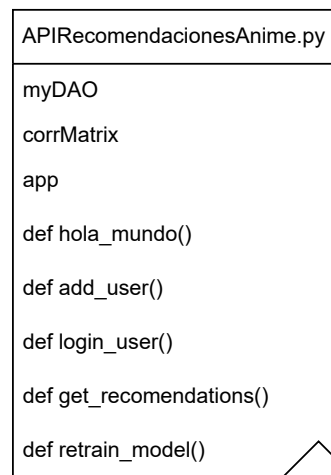 APIRecomendacionesAnime.py
myDAO
corrMatrix
app
def hola_mundo()
def add_user()
def login_user()
def get_recomendations()
def retrain_model()